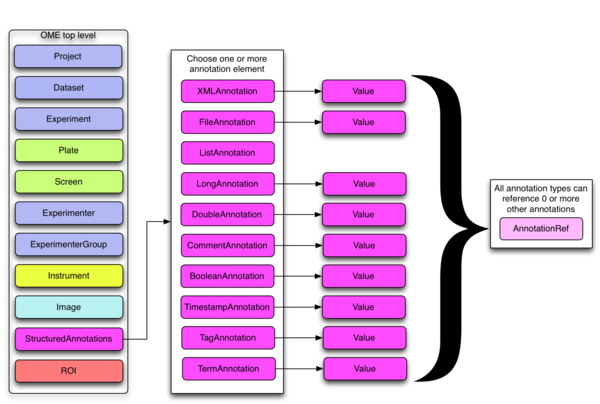 OME top level
Project
Dataset
Experiment
Plate
Screen
Experimenter
ExperimenterGroup
Instrument
Image
StructuredAnnotations
ROI
Choose one or more
annotation element
XMLAnnotation
Value
FileAnnotation
Value
ListAnnotation
LongAnnotation
Value
DoubleAnnotation
Value
CommentAnnotation
Value
BooleanAnnotation
Value
TimestampAnnotation
Value
TagAnnotation
Value
TermAnnotation
Value
All annotation types can
reference 0 or more
other annotations
AnnotationRef